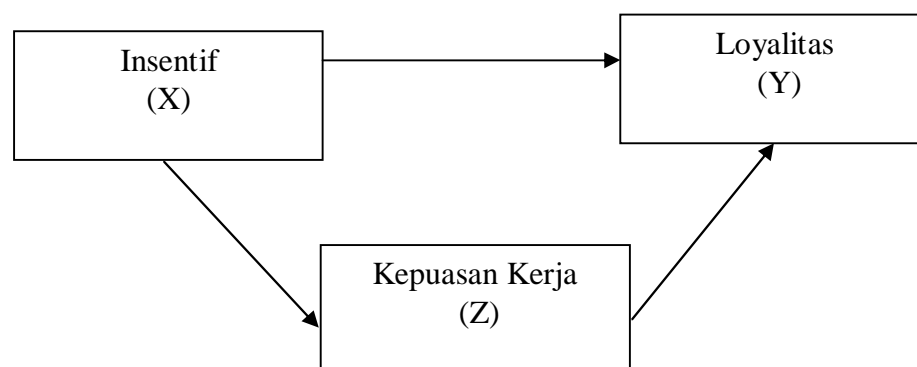 Insentif
(X)
Loyalitas
(Y)
Kepuasan Kerja
(Z)